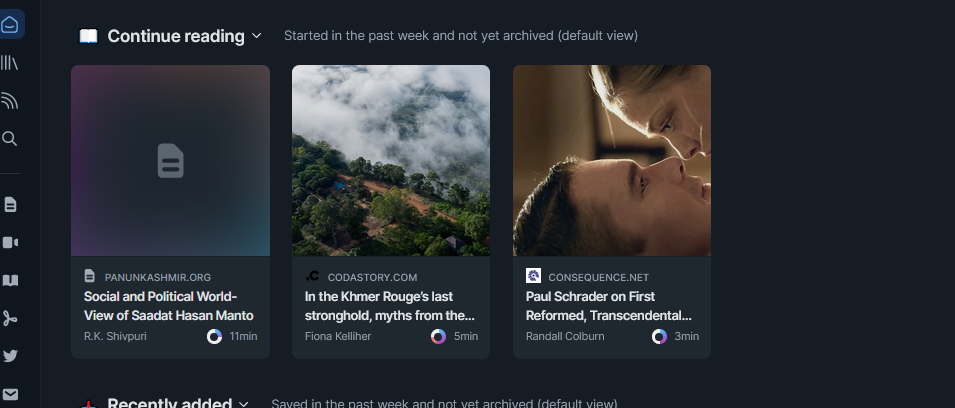 Continue reading Started in the past week and not yet archived (default view)
PANUNKASHMIR.ORG
Social and Political World-
View of Saadat Hasan Manto
R.K. Shivpuri 11min
CODASTORY.COM
In the Khmer Rouge's last
stronghold, myths from the...
Fiona Kelliher 5min
CONSEQUENCE.NET
Paul Schrader on First
Reformed, Transcendental...
Randall Colburn 3min
Recently added Saved in the past week and not yet archived (default view)